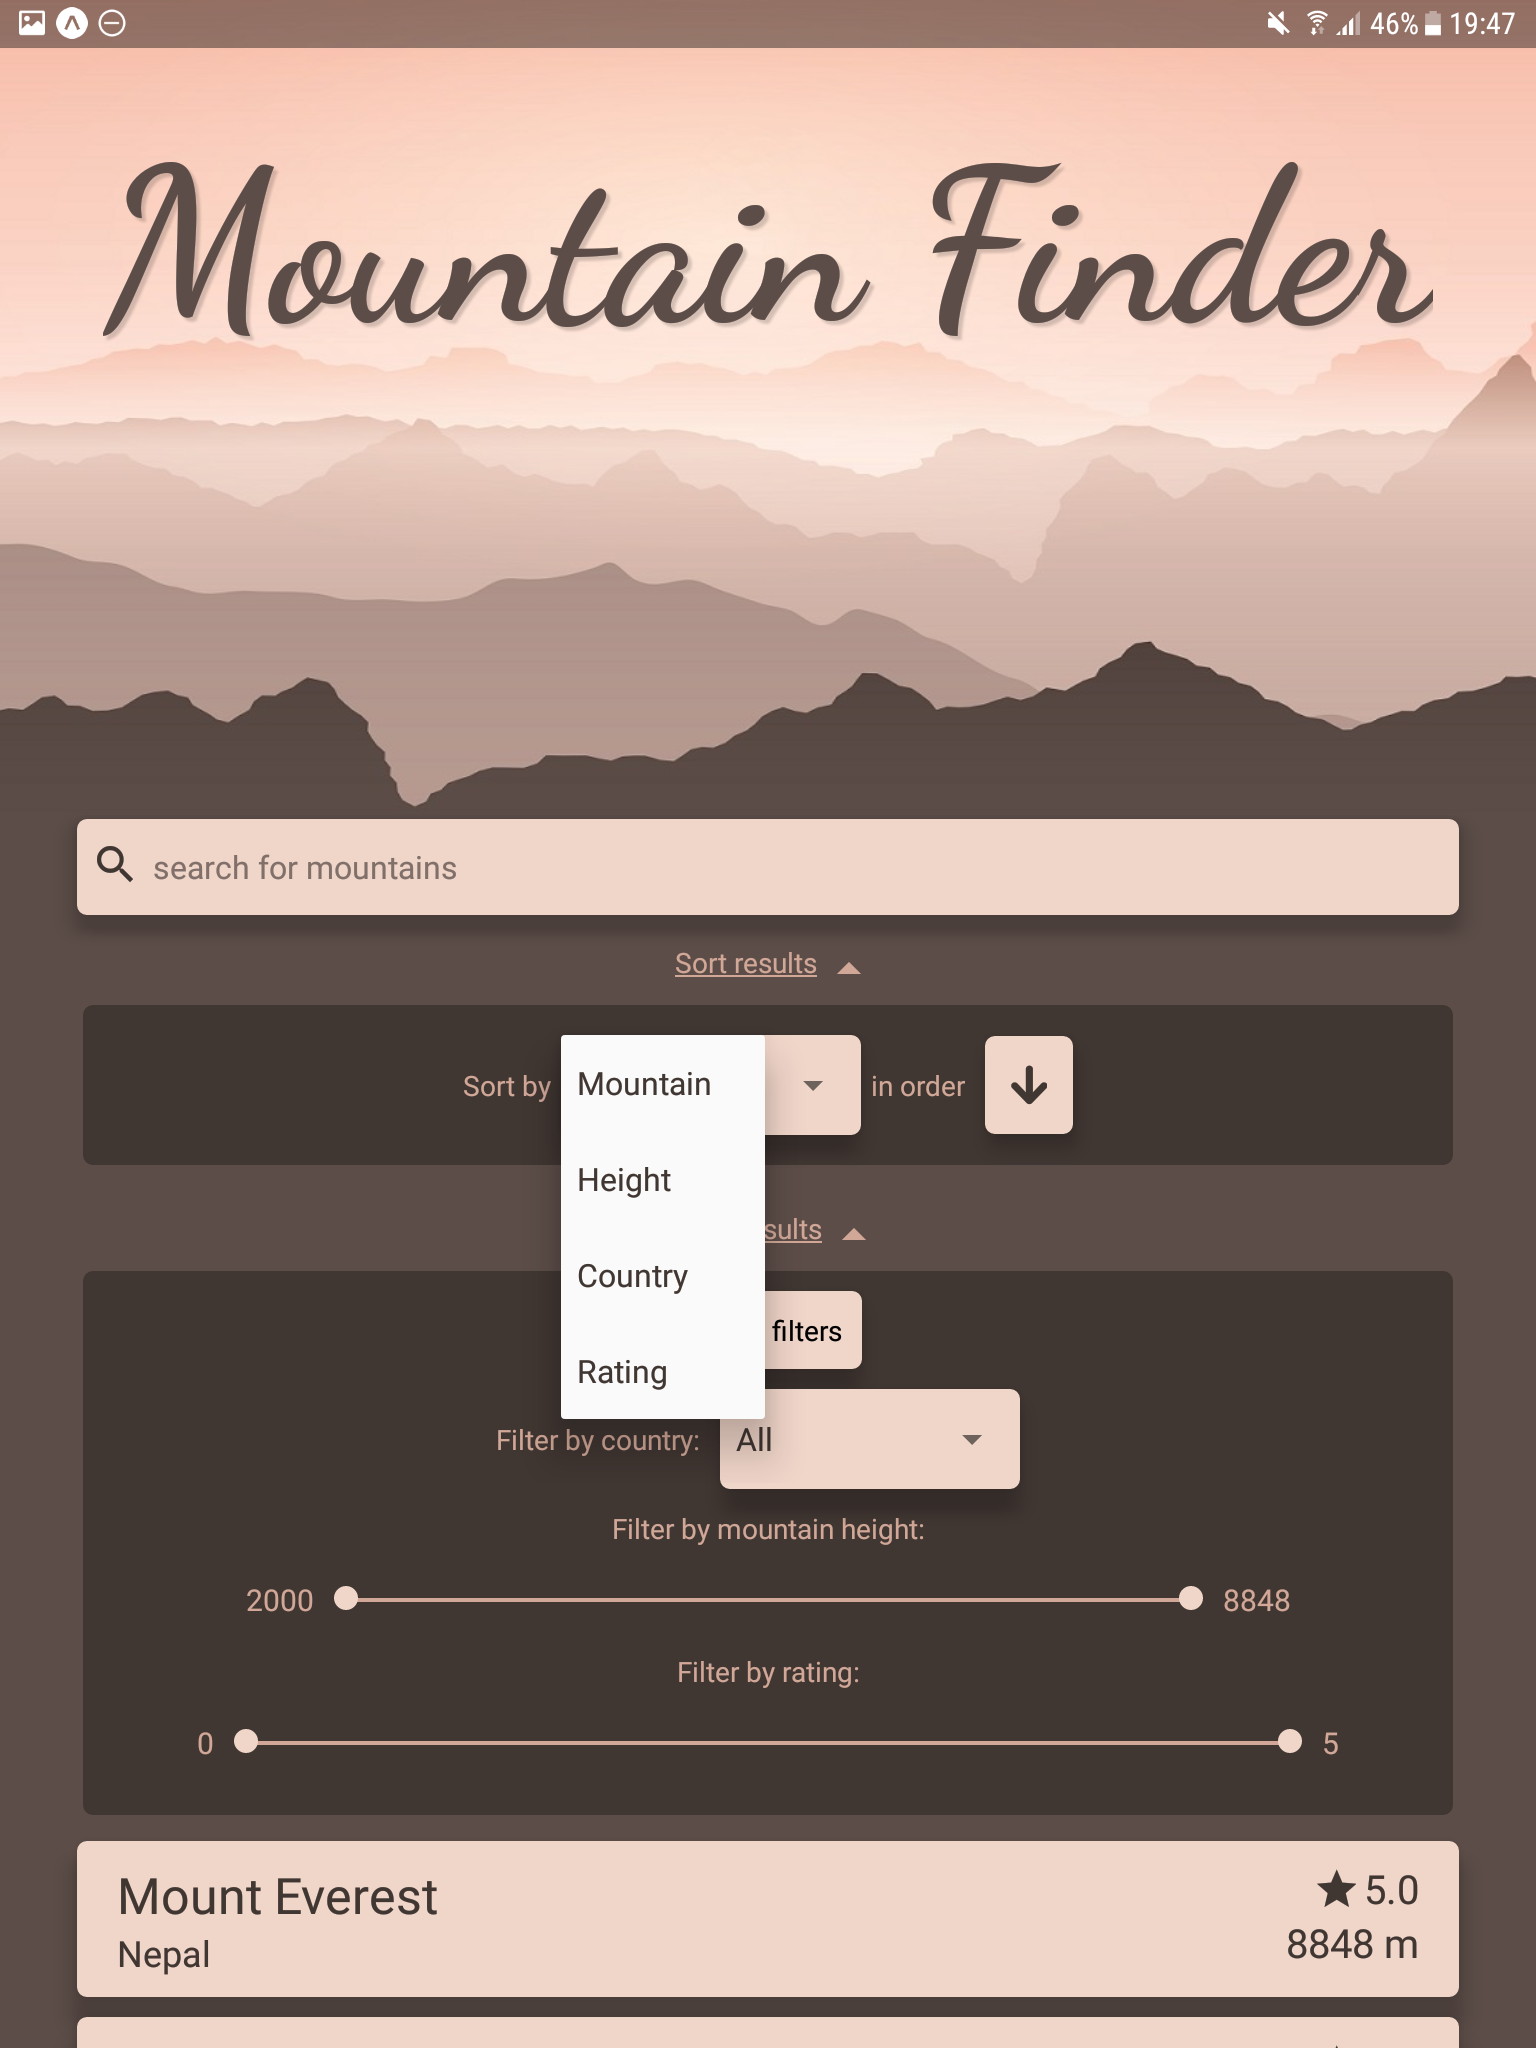 46% 19:47
Mountain Finder
search for mountains
Sort results
Sort by
Mountain
Height
Country
Rating
in order
sults
filters
Filter by country:
All
Filter by mountain height:
2000
8848
Filter by rating:
0
5
Mount Everest
5.0
Nepal
8848 m